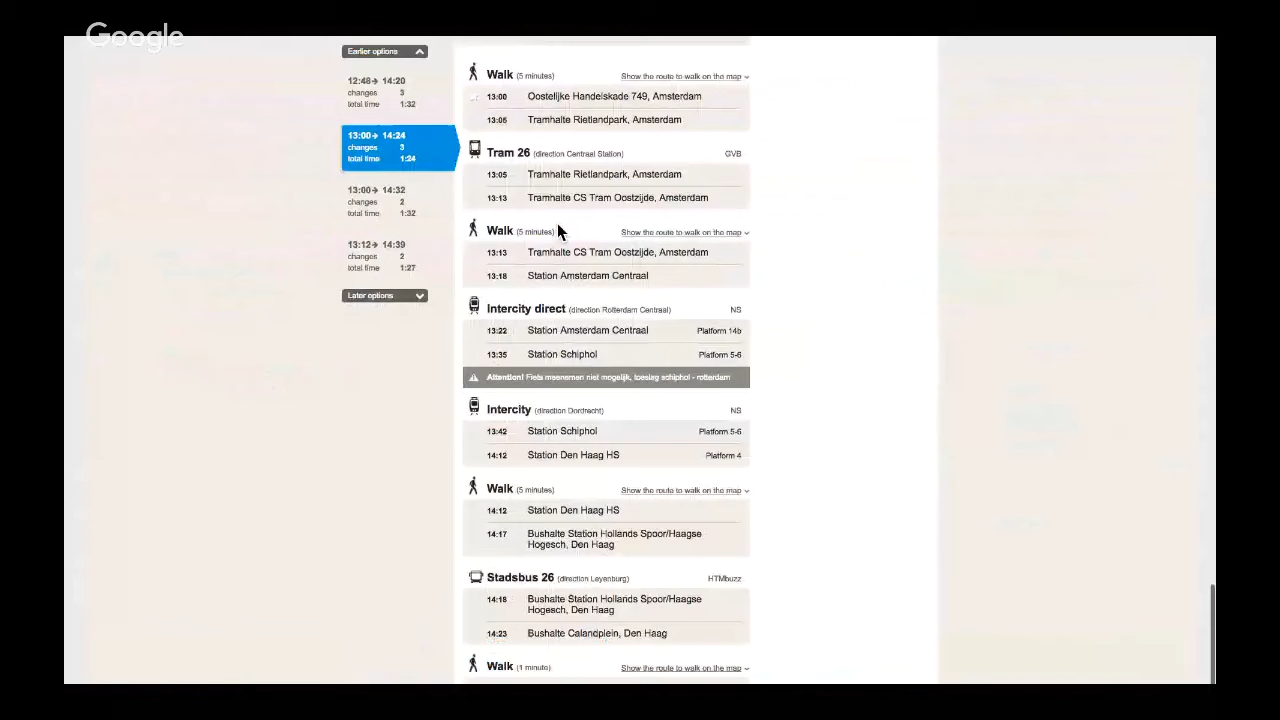 Google
Earlier options
12:48 → 14:20
changes 3
total time 1:32
13:00 → 14:24
changes 3
total time 1:24
13:00 → 14:32
changes 2
total time 1:32
13:12 → 14:39
changes 2
total time 1:27
Later options
Walk (5 minutes) Show the route to walk on the map
13:00 Oostelijke Handelskade 749, Amsterdam
13:05 Tramhalte Rietlandpark, Amsterdam
Tram 26 (direction Centraal Station) GVB
13:05 Tramhalte Rietlandpark, Amsterdam
13:13 Tramhalte CS Tram Oostzijde, Amsterdam
Walk (5 minutes) Show the route to walk on the map
13:13 Tramhalte CS Tram Oostzijde, Amsterdam
13:18 Station Amsterdam Centraal
Intercity direct (direction Rotterdam Centraal) NS
13:22 Station Amsterdam Centraal Platform 14b
13:35 Station Schiphol Platform 5-6
Attention! Fiets meenemen niet mogelijk, toeslag schiphol - rotterdam
Intercity (direction Dordrecht) NS
13:42 Station Schiphol Platform 5-6
14:12 Station Den Haag HS Platform 4
Walk (5 minutes) Show the route to walk on the map
14:12 Station Den Haag HS
14:17 Bushalte Station Hollands Spoor/Haagse
Hogesch, Den Haag
Stadsbus 26 (direction Leyenburg) HTMbuzz
14:18 Bushalte Station Hollands Spoor/Haagse
Hogesch, Den Haag
14:23 Bushalte Calandplein, Den Haag
Walk (1 minute) Show the route to walk on the map